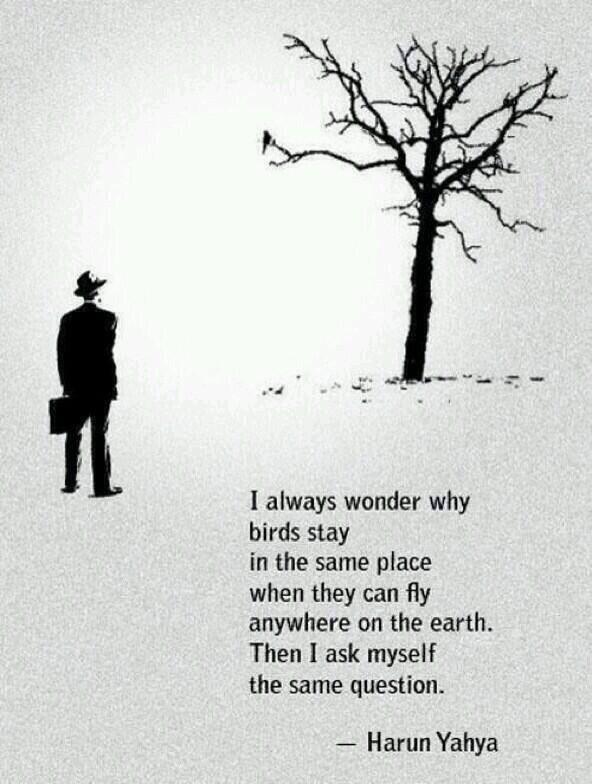 I always wonder why
birds stay
in the same place
when they can fly
anywhere on the earth.
Then I ask myself
the same question.
— Harun Yahya